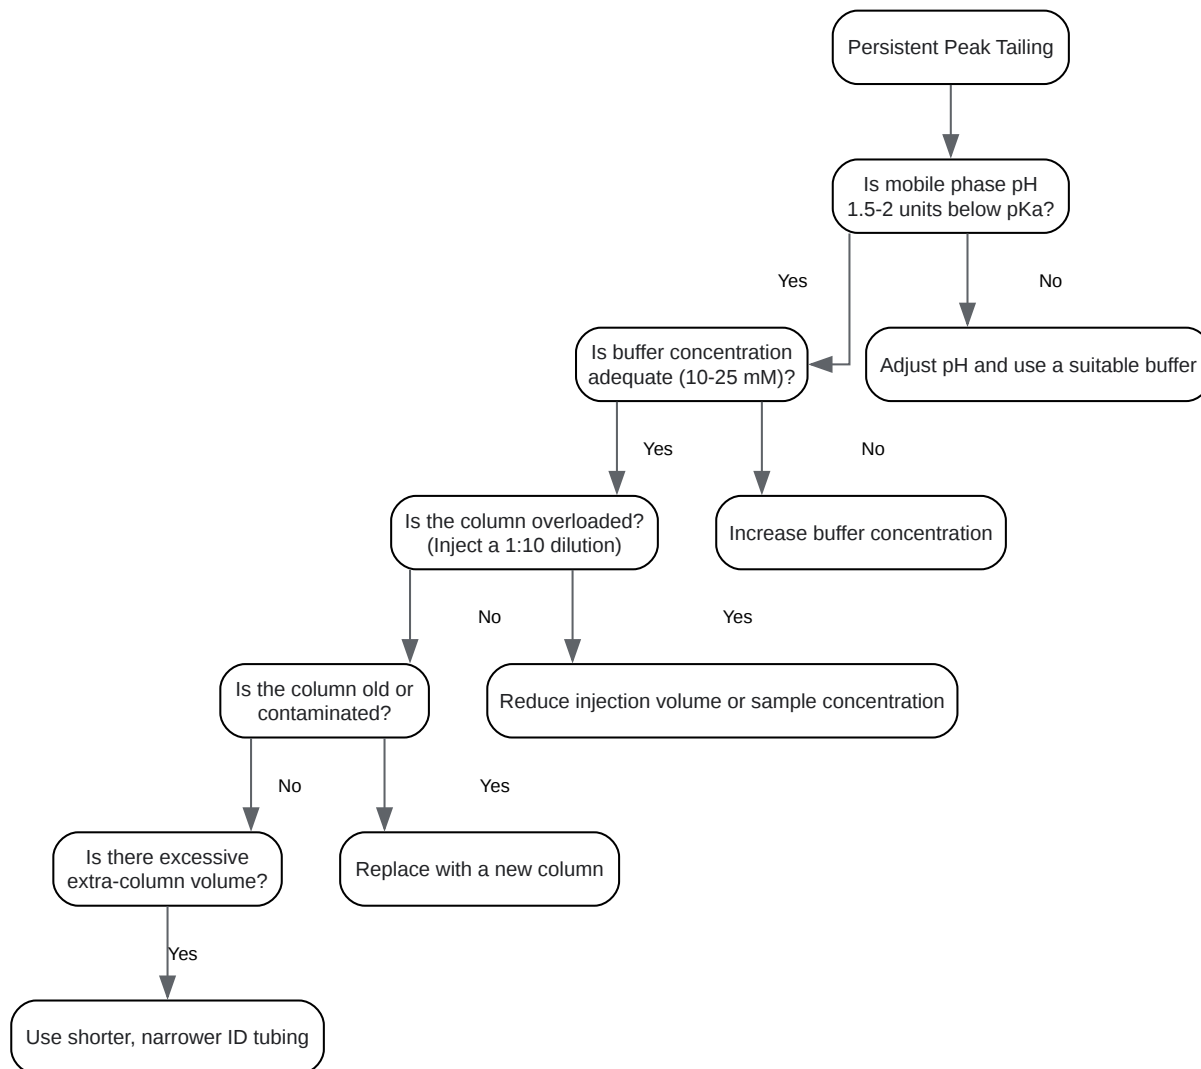 Persistent Peak Tailing
Is mobile phase pH
1.5-2 units below pKa?
Yes
No
Is buffer concentration
adequate (10-25 mM)?
Adjust pH and use a suitable buffer
Yes
No
Is the column overloaded?
(Inject a 1:10 dilution)
Increase buffer concentration
No
Yes
Is the column old or
contaminated?
Reduce injection volume or sample concentration
No
Yes
Is there excessive
extra-column volume?
Replace with a new column
Yes
Use shorter, narrower ID tubing